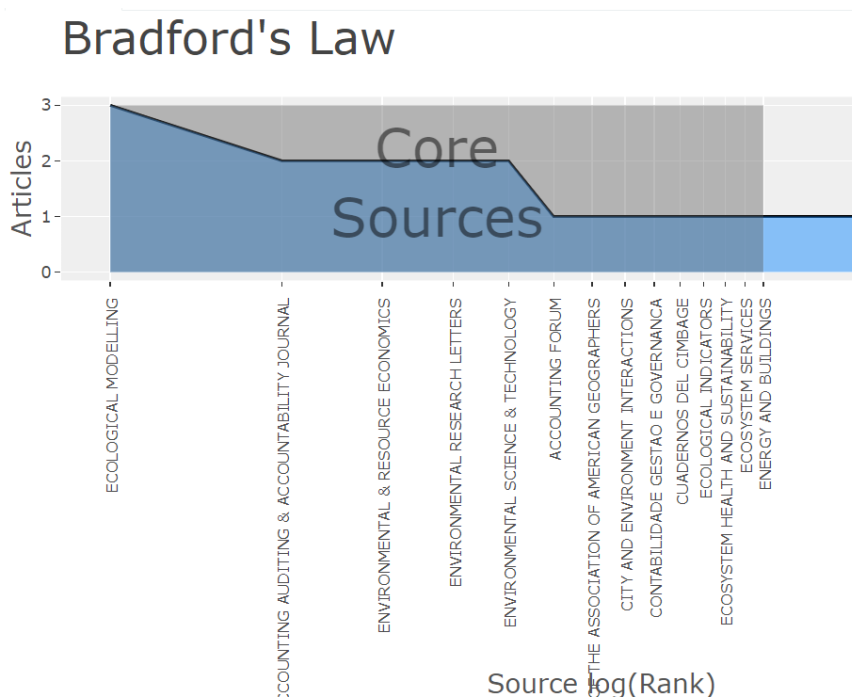 Bradford's Law
Core
Sources
Articles
3
2
1
0
ECOLOGICAL MODELLING
CCOUNTING AUDITING & ACCOUNTABILITY JOURNAL
ENVIRONMENTAL & RESOURCE ECONOMICS
ENVIRONMENTAL RESEARCH LETTERS
ENVIRONMENTAL SCIENCE & TECHNOLOGY
ACCOUNTING FORUM
THE ASSOCIATION OF AMERICAN GEOGRAPHERS
CITY AND ENVIRONMENT INTERACTIONS
CONTABILIDADE GESTAO E GOVERNANCA
CUADERNOS DEL CIMBAGE
ECOLOGICAL INDICATORS
ECOSYSTEM HEALTH AND SUSTAINABILITY
ECOSYSTEM SERVICES
ENERGY AND BUILDINGS
Source log(Rank)